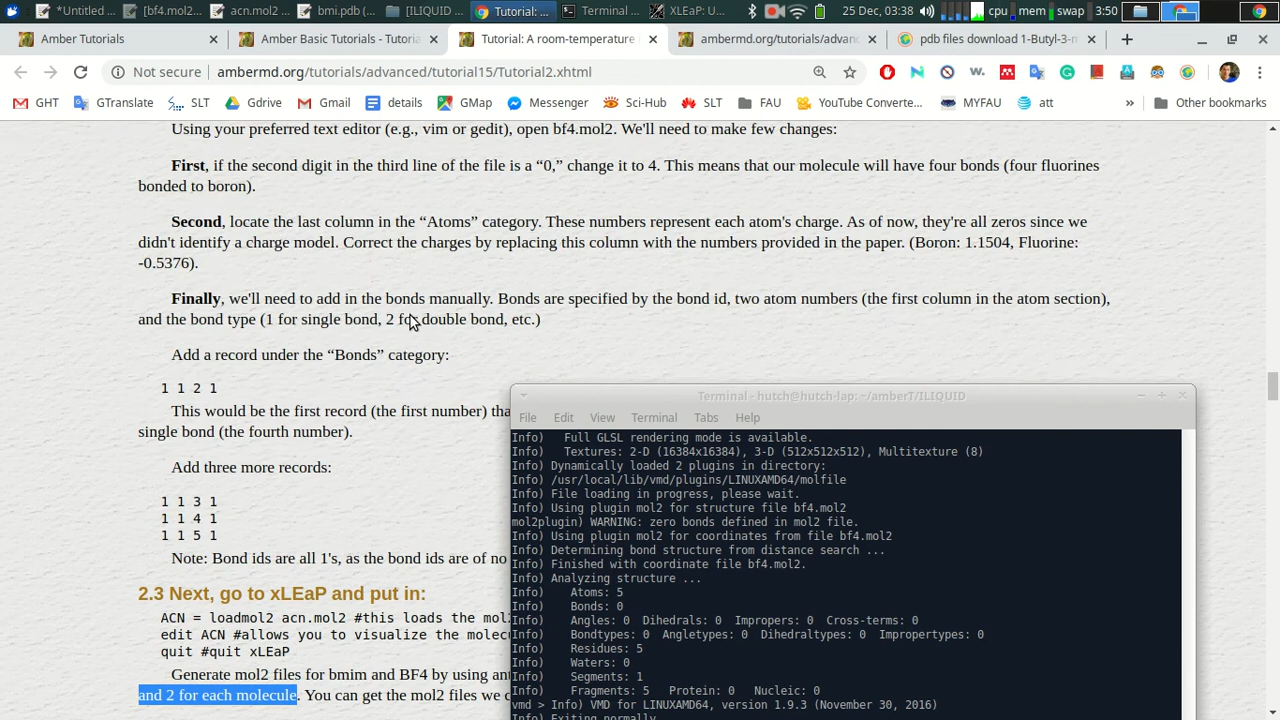 *Untitled ...
[bf4.mol2...
acn.mol2 ...
bmi.pdb (...
[ILIQUID ...
Tutorial: ...
Terminal ...
XLEaP: U...
25 Dec, 03:38
cpu
mem
swap
3:50
Amber Tutorials
Amber Basic Tutorials - Tutoria
Tutorial: A room-temperature
ambermd.org/tutorials/advanc
pdb files download 1-Butyl-3-m
Not secure
ambermd.org/tutorials/advanced/tutorial15/Tutorial2.xhtml
GHT
GTranslate
SLT
Gdrive
Gmail
details
GMap
Messenger
Sci-Hub
SLT
FAU
YouTube Converte...
MYFAU
att
»
Other bookmarks
Using your preferred text editor (e.g., vim or gedit), open bf4.mol2. We'll need to make few changes:
First, if the second digit in the third line of the file is a “0,” change it to 4. This means that our molecule will have four bonds (four fluorines
bonded to boron).
Second, locate the last column in the “Atoms” category. These numbers represent each atom's charge. As of now, they're all zeros since we
didn't identify a charge model. Correct the charges by replacing this column with the numbers provided in the paper. (Boron: 1.1504, Fluorine:
-0.5376).
Finally, we'll need to add in the bonds manually. Bonds are specified by the bond id, two atom numbers (the first column in the atom section),
and the bond type (1 for single bond, 2 for double bond, etc.)
Add a record under the “Bonds” category:
1 1 2 1
This would be the first record (the first number) tha
single bond (the fourth number).
Add three more records:
1 1 3 1
1 1 4 1
1 1 5 1
Note: Bond ids are all 1's, as the bond ids are of no
2.3 Next, go to xLEaP and put in:
ACN = loadmol2 acn.mol2 #this loads the mol2
edit ACN #allows you to visualize the molecu
quit #quit xLEaP
Generate mol2 files for bmim and BF4 by using an
and 2 for each molecule. You can get the mol2 files we c
Terminal - hutch@hutch-lap: ~/amberT/ILIQUID
File Edit View Terminal Tabs Help
Info) Full GLSL rendering mode is available.
Info) Textures: 2-D (16384x16384), 3-D (512x512x512), Multitexture (8)
Info) Dynamically loaded 2 plugins in directory:
Info) /usr/local/lib/vmd/plugins/LINUXAMD64/molfile
Info) File loading in progress, please wait.
Info) Using plugin mol2 for structure file bf4.mol2
mol2plugin) WARNING: zero bonds defined in mol2 file.
Info) Using plugin mol2 for coordinates from file bf4.mol2
Info) Determining bond structure from distance search ...
Info) Finished with coordinate file bf4.mol2.
Info) Analyzing structure ...
Info) Atoms: 5
Info) Bonds: 0
Info) Angles: 0 Dihedrals: 0 Impropers: 0 Cross-terms: 0
Info) Bondtypes: 0 Angletypes: 0 Dihedraltypes: 0 Impropertypes: 0
Info) Residues: 5
Info) Waters: 0
Info) Segments: 1
Info) Fragments: 5 Protein: 0 Nucleic: 0
vmd > Info) VMD for LINUXAMD64, version 1.9.3 (November 30, 2016)
Info) Exiting normally.